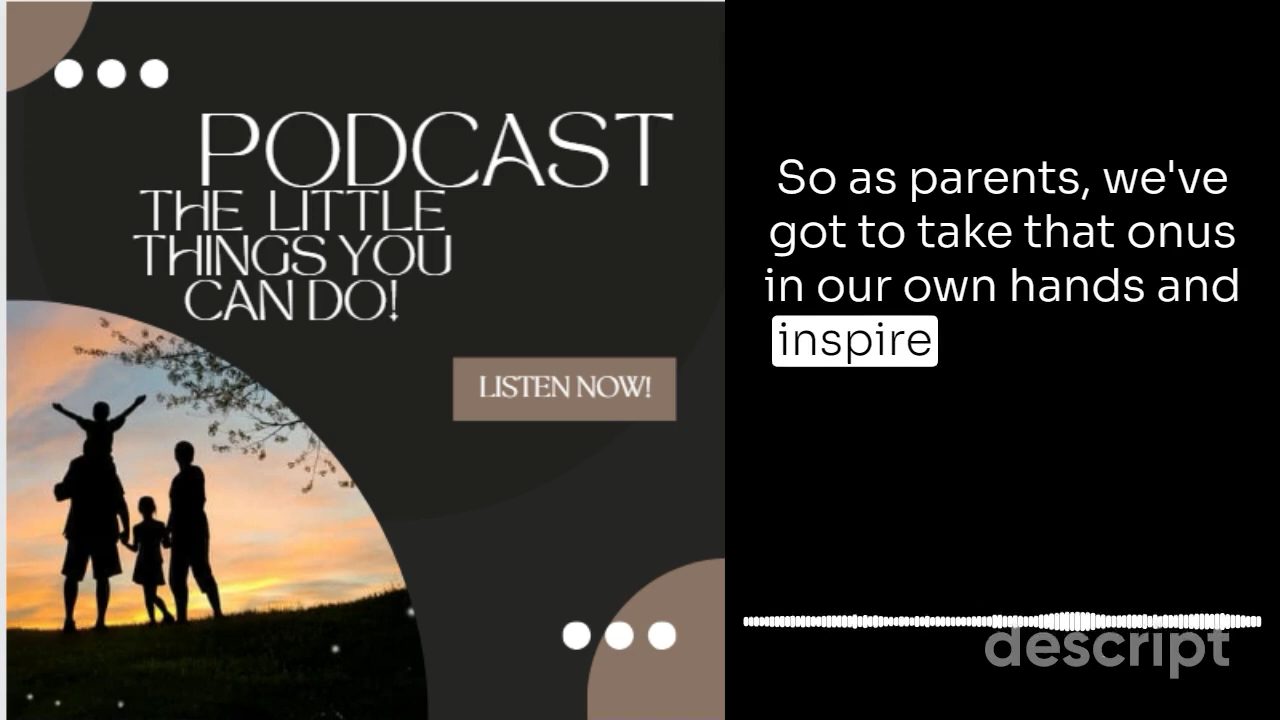 PODCAST
THE LITTLE
THINGS YOU
CAN DO!
LISTEN NOW!
So as parents, we've
got to take that onus
in our own hands and
inspire
descript